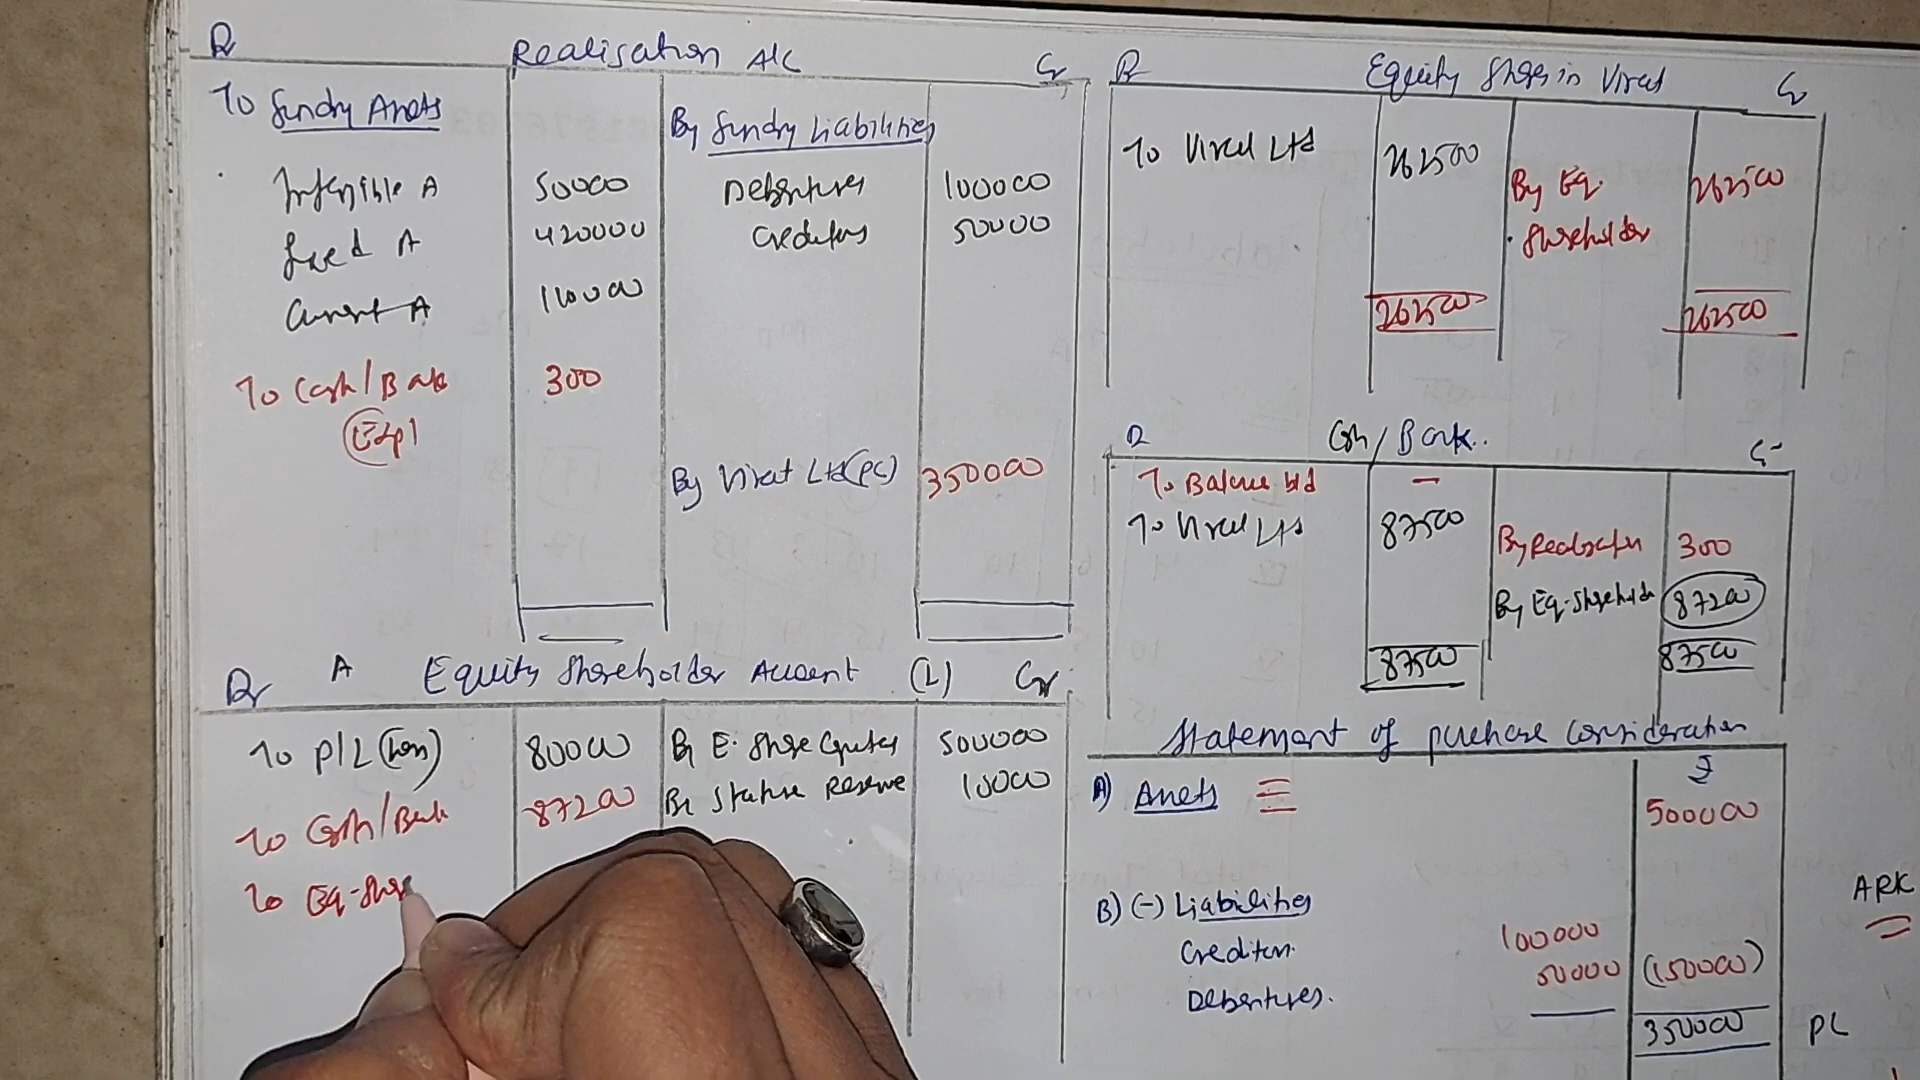 Dr Realisation A/C Cr
To Sundry Assets
By Sundry Liabilities
Intangible A 50000 Debentures 100000
Fixed A 420000 Creditors 50000
Current A 110000
To Cash/Bank 300
(Exp)
By Virat Ltd (PC) 350000
Dr Equity Shares in Virat Cr
To Virat Ltd 262500
By Eq. 262500
Shareholder
262500 262500
Dr Cash/Bank.. Cr
To Balance b/d -
To Virat Ltd 87500
By Realisation 300
By Eq-Shareholder 87200
87500 87500
Dr A Equity Shareholder Account (L) Cr
To P/L (Loss) 80000 By E. Share Capital 500000
To Cash/Bank 87200 By Statue Reserve
To Eq-Shar
Statement of purchase consideration
₹
A) Assets 500000
B) (-) Liabilities
Creditors. 100000
Debentures. 50000 (150000)
350000 PC
ARK